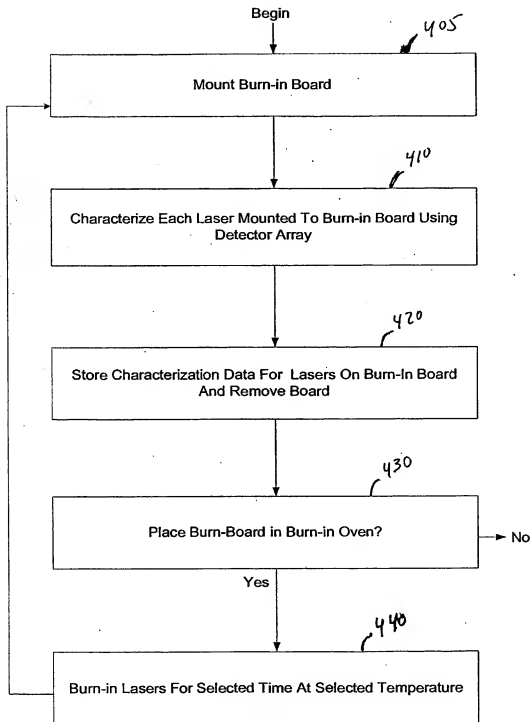 Begin
405
Mount Burn-in Board
410
Characterize Each Laser Mounted To Burn-in Board Using
Detector Array
420
Store Characterization Data For Lasers On Burn-In Board
And Remove Board
430
Place Burn-Board in Burn-in Oven?
No
Yes
440
Burn-in Lasers For Selected Time At Selected Temperature